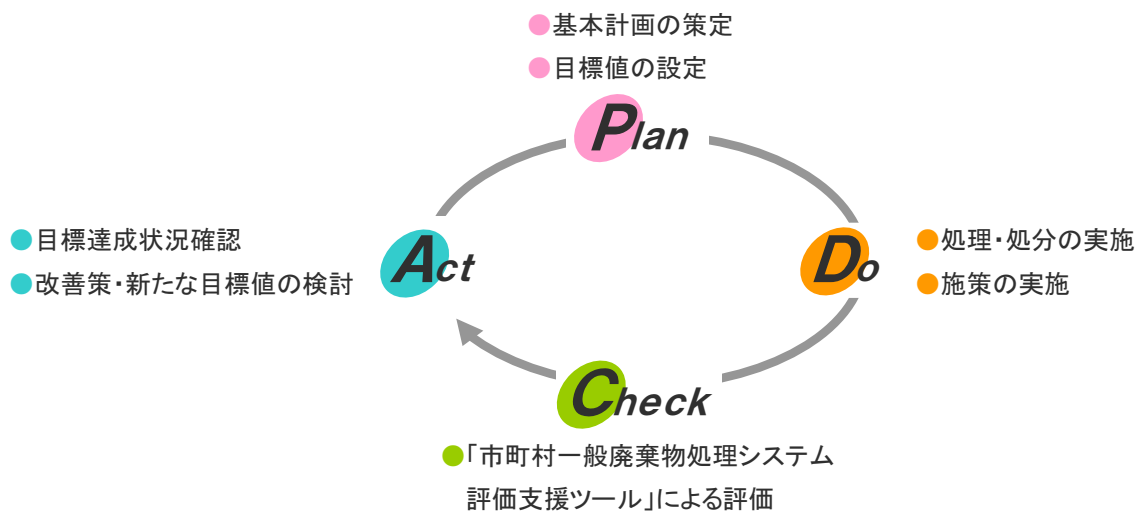 ●基本計画の策定
●目標値の設定
Plan
●目標達成状況確認
●改善策・新たな目標値の検討
Act
Do
●処理・処分の実施
●施策の実施
Check
●「市町村一般廃棄物処理システム
評価支援ツール」による評価